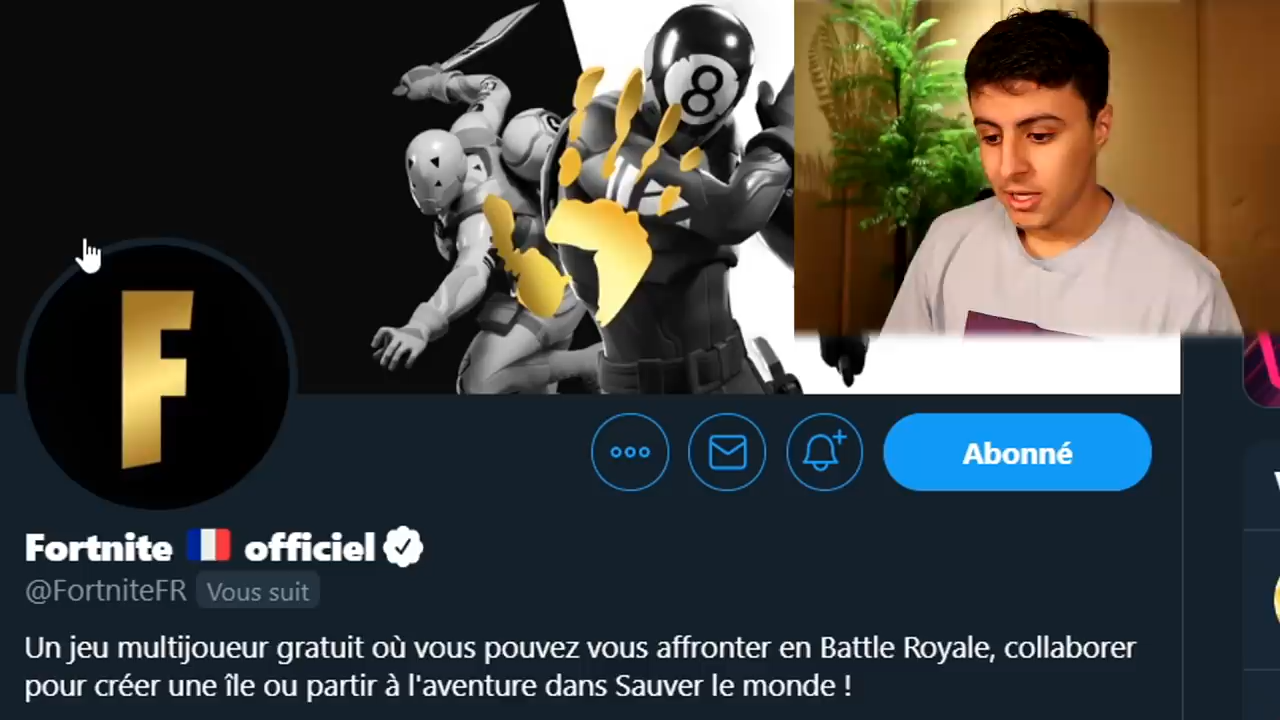 8
F
Abonné
Fortnite 🇫🇷 officiel
@FortniteFR Vous suit
Un jeu multijoueur gratuit où vous pouvez vous affronter en Battle Royale, collaborer
pour créer une île ou partir à l'aventure dans Sauver le monde !